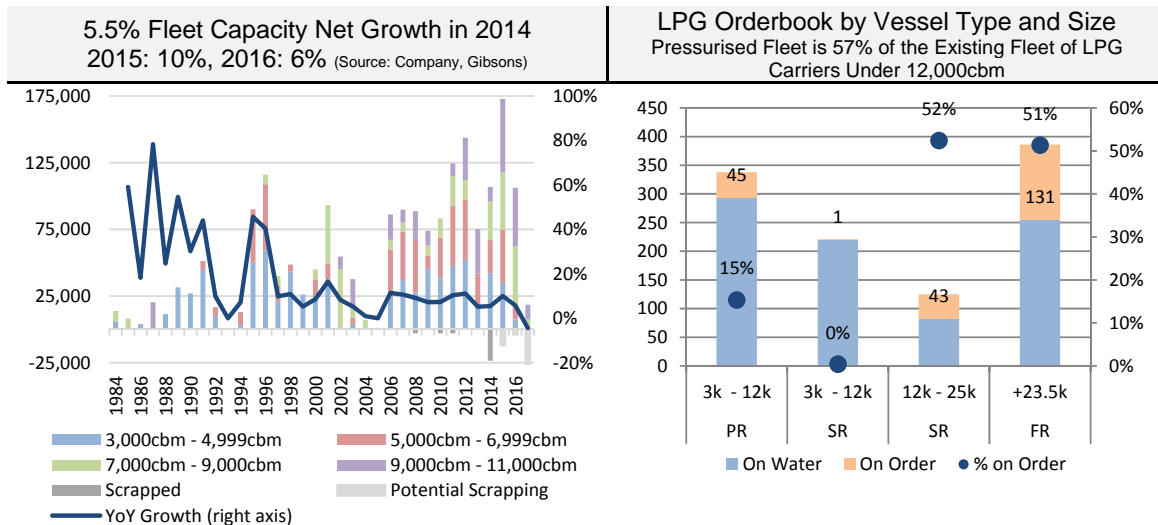 5.5% Fleet Capacity Net Growth in 2014
2015: 10%, 2016: 6% (Source: Company, Gibsons)
175,000
125,000
75,000
25,000
-25,000
100%
80%
60%
40%
20%
0%
-20%
1984
1986
1988
1990
1992
1994
1996
1998
2000
2002
2004
2006
2008
2010
2012
2014
2016
3,000cbm - 4,999cbm
5,000cbm - 6,999cbm
7,000cbm - 9,000cbm
9,000cbm - 11,000cbm
Scrapped
Potential Scrapping
YoY Growth (right axis)
LPG Orderbook by Vessel Type and Size
Pressurised Fleet is 57% of the Existing Fleet of LPG
Carriers Under 12,000cbm
450
400
350
300
250
200
150
100
50
0
60%
50%
40%
30%
20%
10%
0%
45
15%
1
0%
52%
43
51%
131
3k - 12k
3k - 12k
12k - 25k
+23.5k
PR
SR
SR
FR
On Water
On Order
% on Order